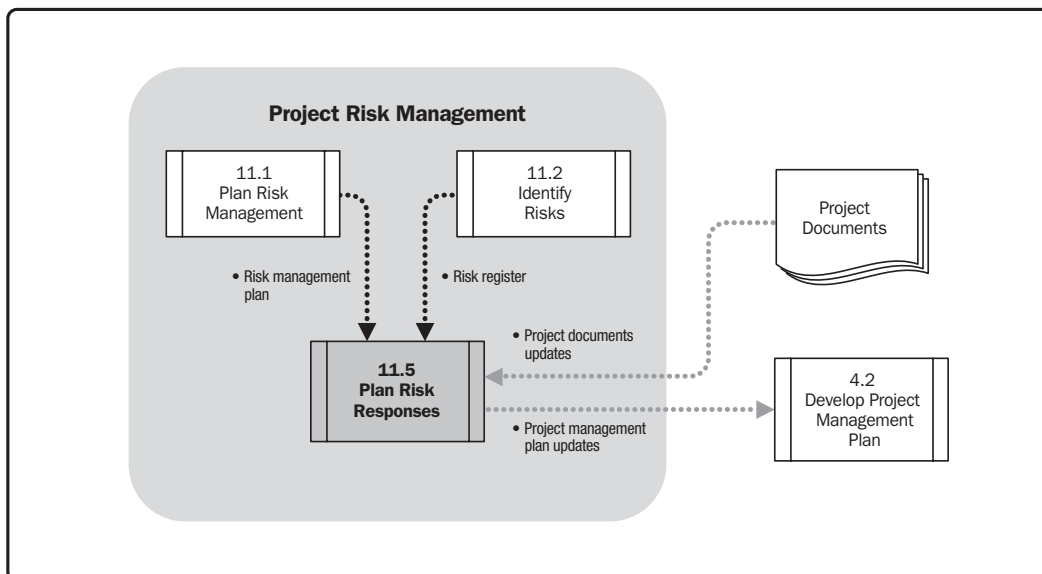 Project Risk Management
11.1
Plan Risk
Management
11.2
Identify
Risks
Project
Documents
• Risk management
plan
• Risk register
• Project documents
updates
11.5
Plan Risk
Responses
4.2
Develop Project
Management
Plan
• Project management
plan updates